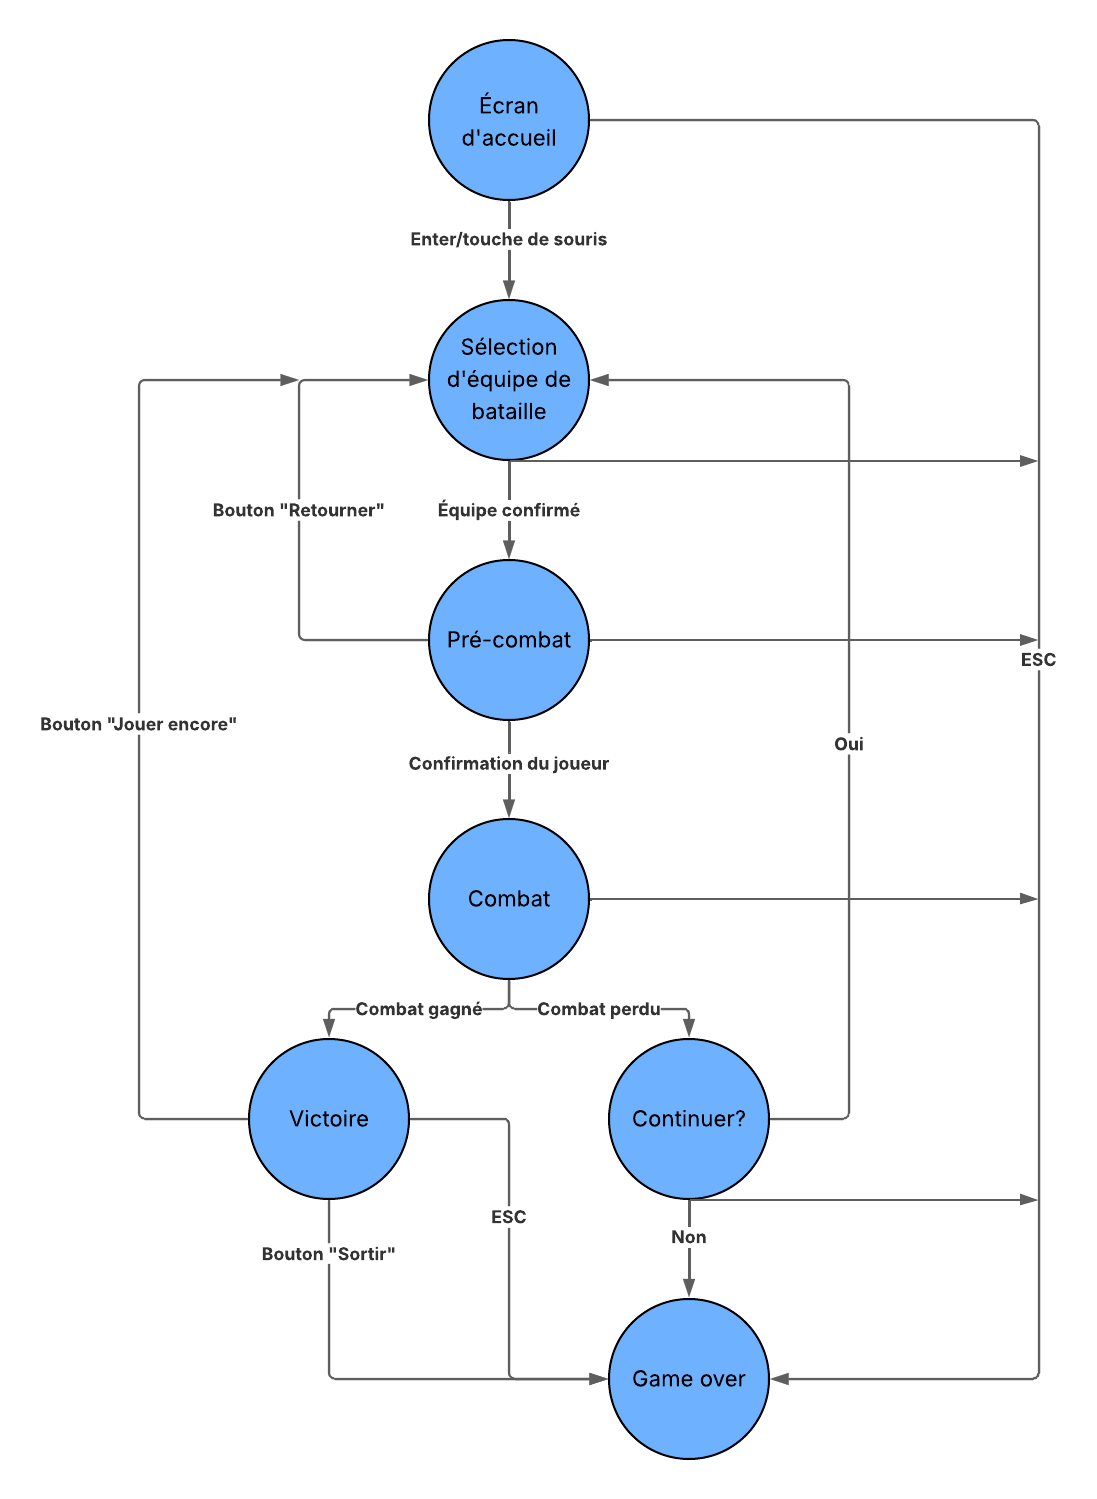 Écran
d'accueil
Enter/touche de souris
Sélection
d'équipe de
bataille
Bouton "Retourner"
Équipe confirmé
Pré-combat
ESC
Bouton "Jouer encore"
Oui
Confirmation du joueur
Combat
Combat gagné
Combat perdu
Victoire
Continuer?
ESC
Non
Bouton "Sortir"
Game over